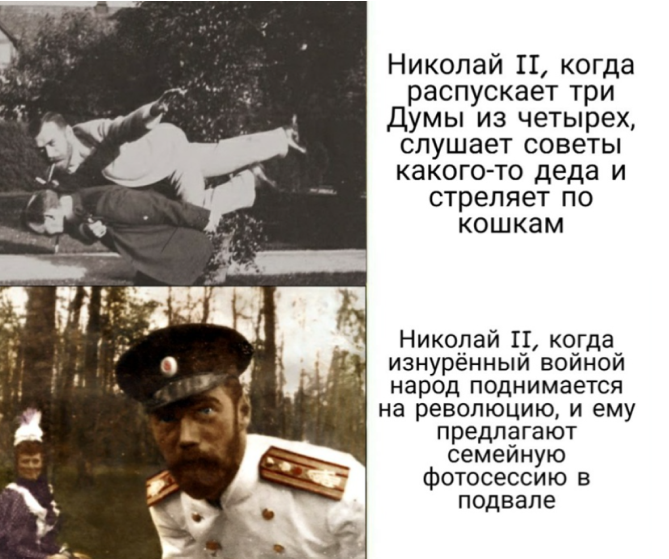 Николай II, когда
распускает три
Думы из четырех,
слушает советы
какого-то деда и
стреляет по
кошкам
Николай II, когда
изнурённый войной
народ поднимается
на революцию, и ему
предлагают
семейную
фотосессию в
подвале